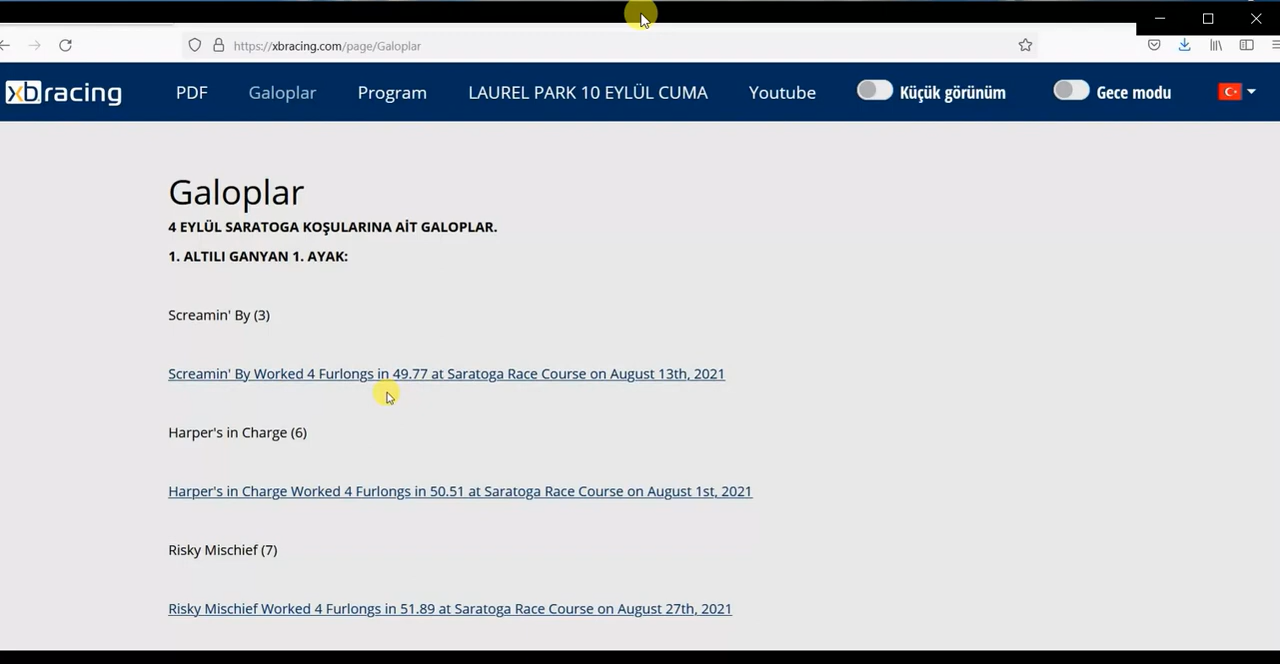 https://xbracing.com/page/Galoplar
xbracing PDF Galoplar Program LAUREL PARK 10 EYLÜL CUMA Youtube Küçük görünüm Gece modu
Galoplar
4 EYLÜL SARATOGA KOŞULARINA AİT GALOPLAR.
1. ALTILI GANYAN 1. AYAK:
Screamin' By (3)
Screamin' By Worked 4 Furlongs in 49.77 at Saratoga Race Course on August 13th, 2021
Harper's in Charge (6)
Harper's in Charge Worked 4 Furlongs in 50.51 at Saratoga Race Course on August 1st, 2021
Risky Mischief (7)
Risky Mischief Worked 4 Furlongs in 51.89 at Saratoga Race Course on August 27th, 2021